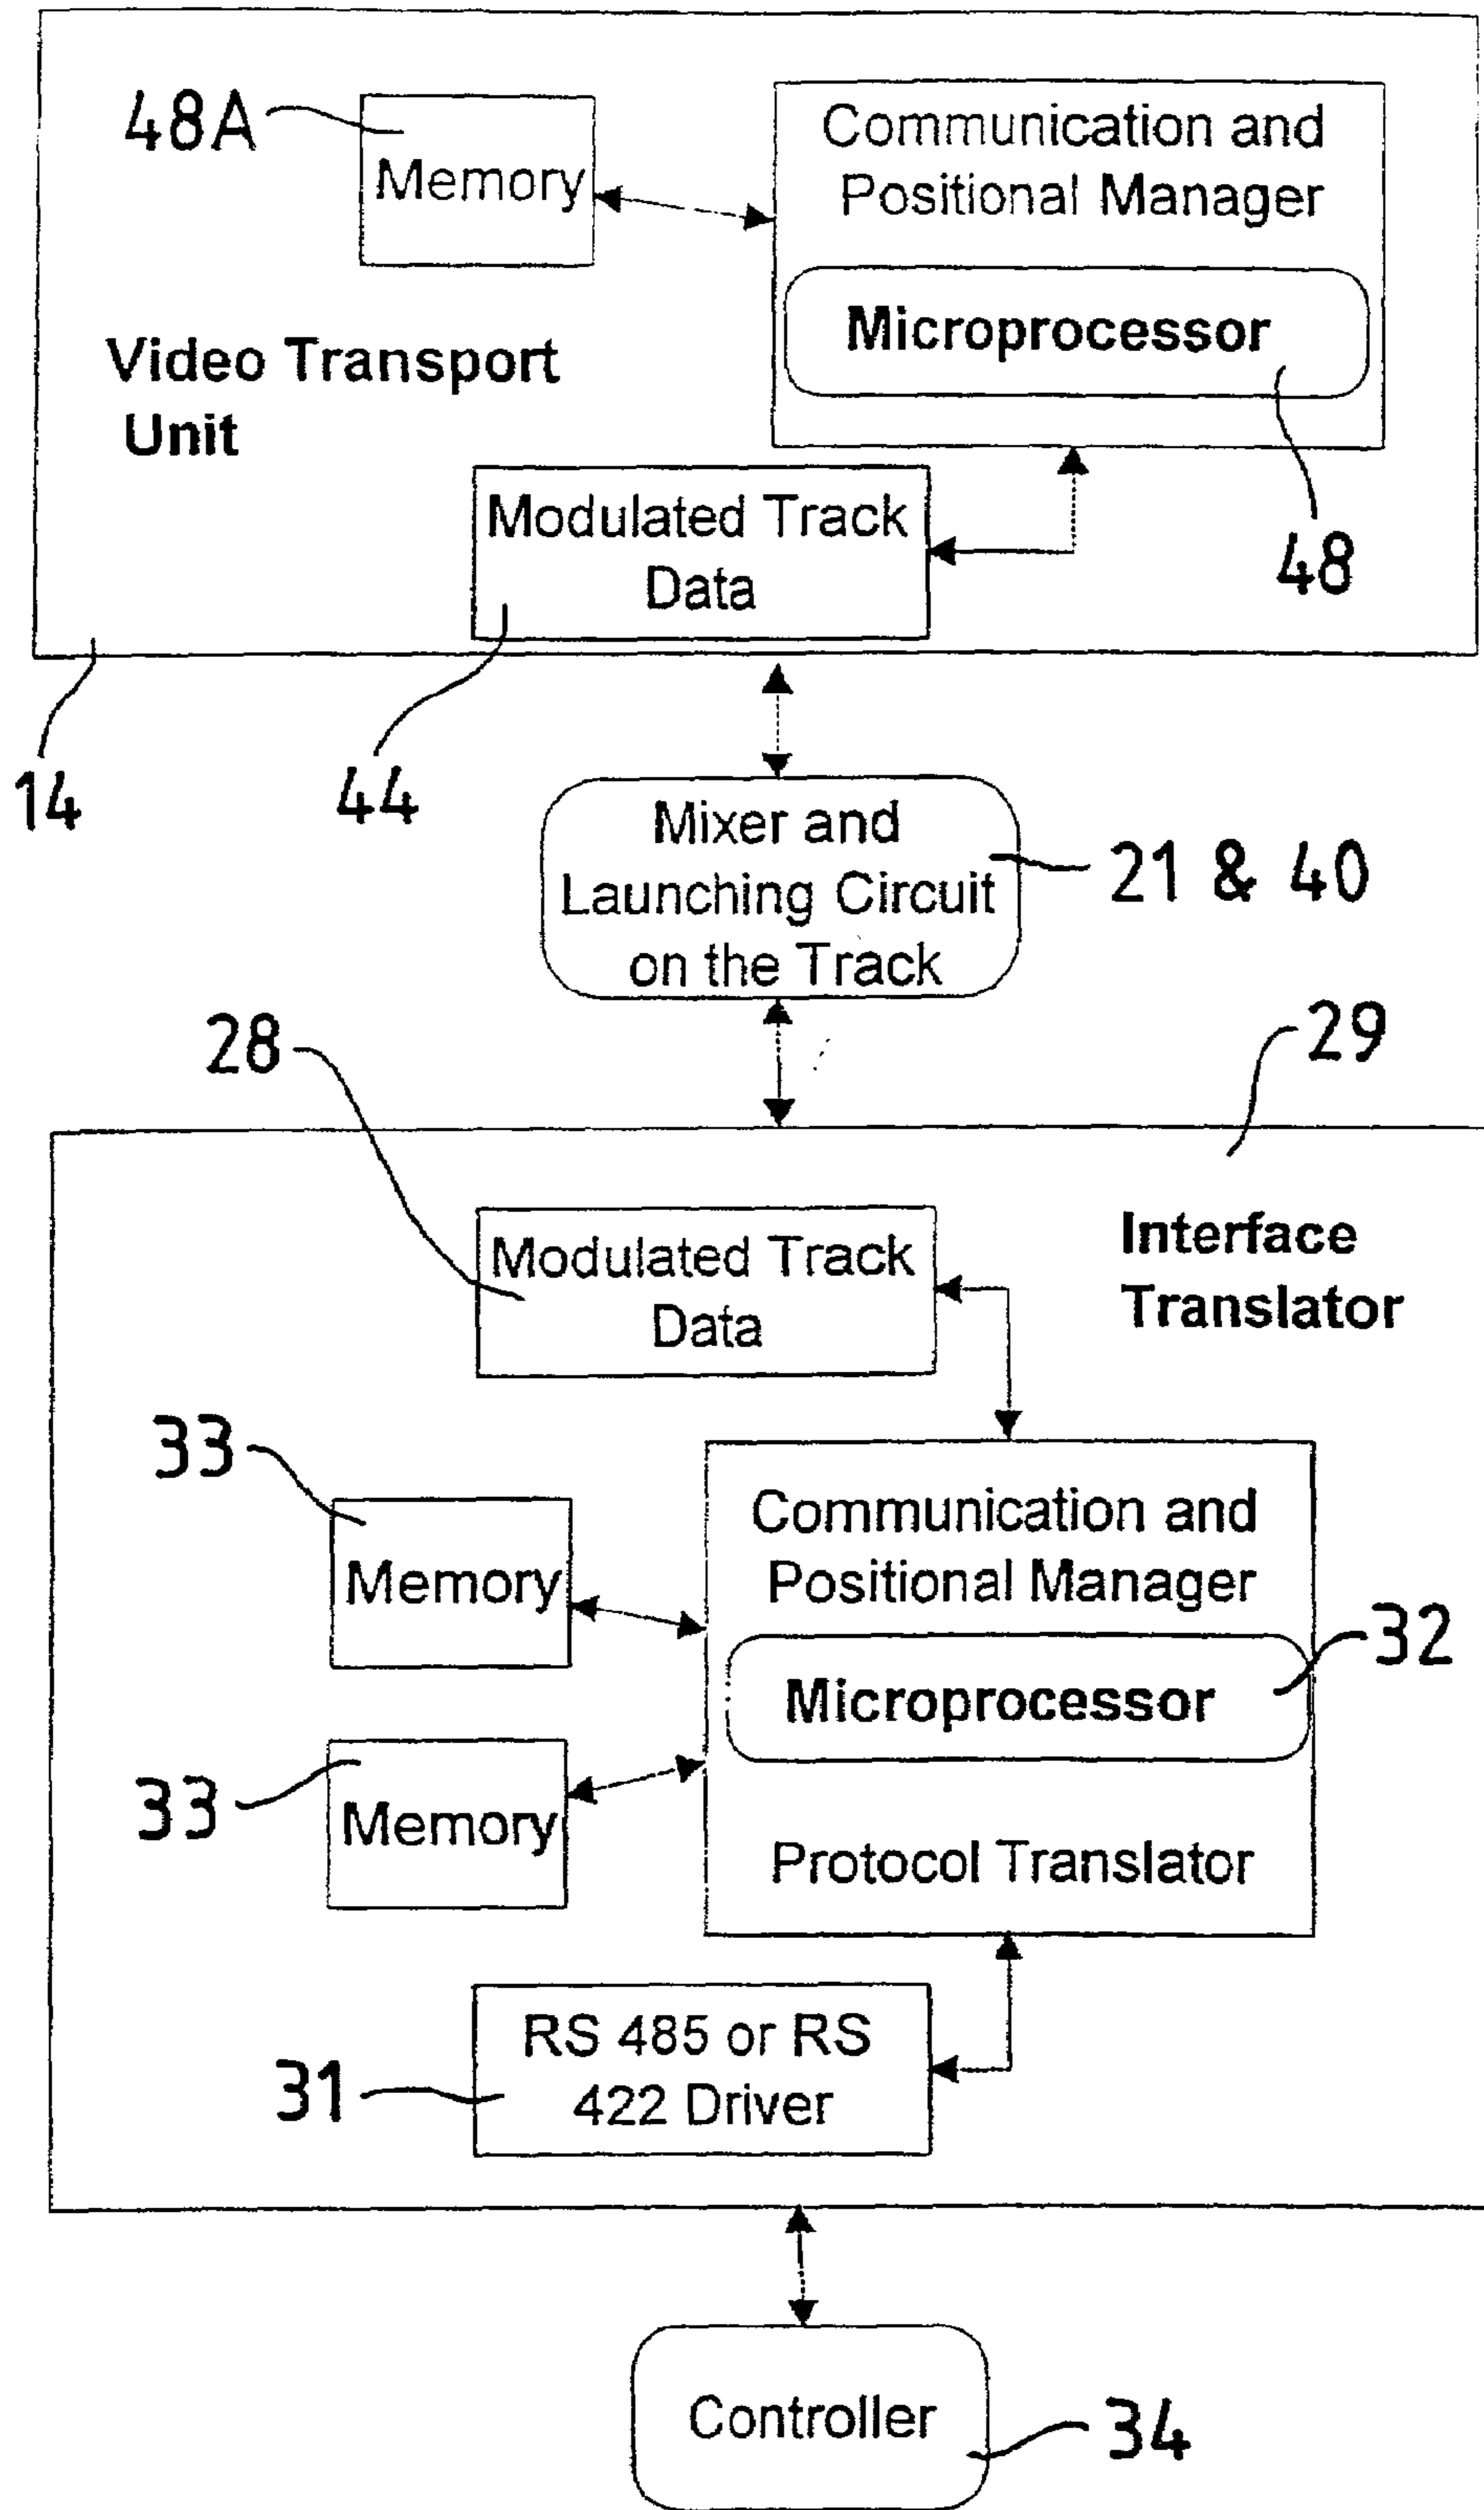 48A
Memory
Communication and
Positional Manager
Microprocessor
Video Transport
Unit
Modulated Track
Data
48
14
44
Mixer and
Launching Circuit
on the Track
21 & 40
28
29
Modulated Track
Data
Interface
Translator
33
Memory
Communication and
Positional Manager
Microprocessor
32
33
Memory
Protocol Translator
31
RS 485 or RS
422 Driver
Controller
34